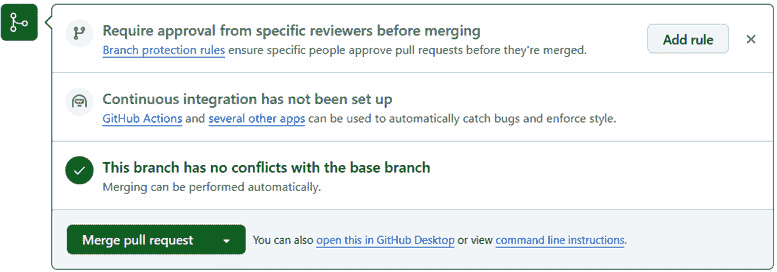 Require approval from specific reviewers before merging
Add rule
Branch protection rules ensure specific people approve pull requests before they're merged.
Continuous integration has not been set up
GitHub Actions and several other apps can be used to automatically catch bugs and enforce style.
This branch has no conflicts with the base branch
Merging can be performed automatically.
Merge pull request
You can also open this in GitHub Desktop or view command line instructions.